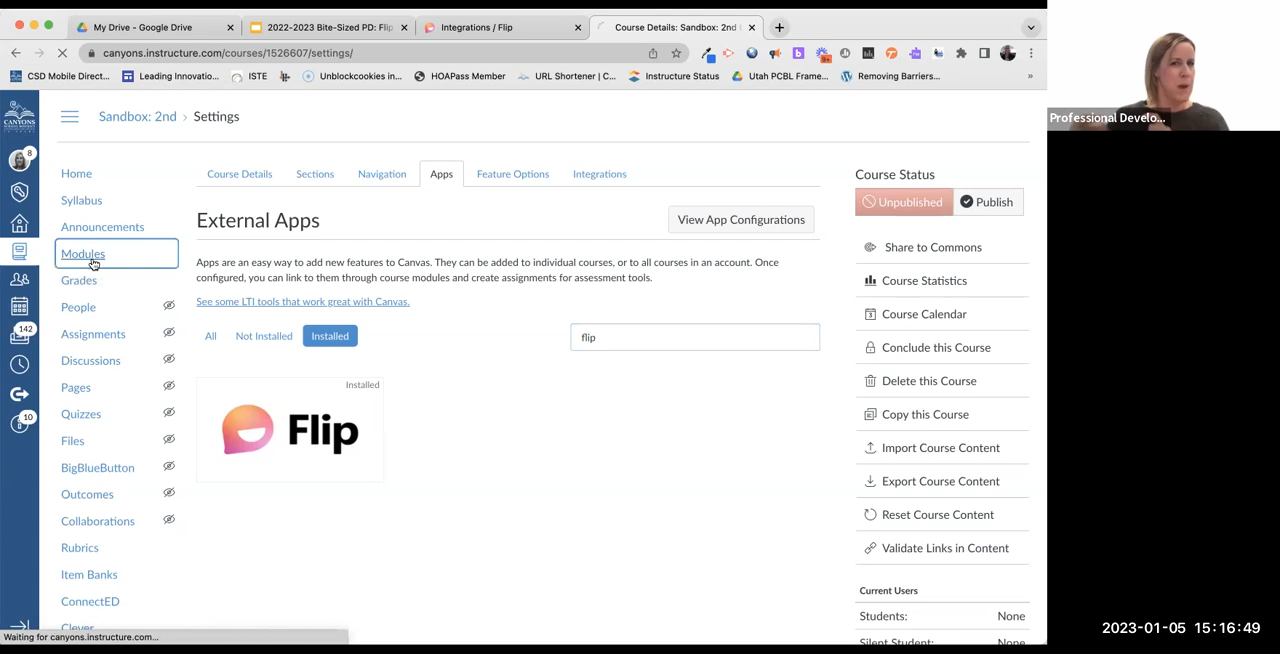 My Drive - Google Drive
2022-2023 Bite-Sized PD: Flip
Integrations / Flip
Course Details: Sandbox: 2nd
canyons.instructure.com/courses/1526607/settings/
CSD Mobile Direct...
Leading Innovatio...
ISTE
Unblockcookies in...
HOAPass Member
URL Shortener | C...
Instructure Status
Utah PCBL Frame...
Removing Barriers...
»
Professional Develo...
CANYONS
Sandbox: 2nd › Settings
8
142
10
Home
Syllabus
Announcements
Modules
Grades
People
Assignments
Discussions
Pages
Quizzes
Files
BigBlueButton
Outcomes
Collaborations
Rubrics
Item Banks
ConnectED
Clever
Course Details
Sections
Navigation
Apps
Feature Options
Integrations
External Apps
View App Configurations
Apps are an easy way to add new features to Canvas. They can be added to individual courses, or to all courses in an account. Once
configured, you can link to them through course modules and create assignments for assessment tools.
See some LTI tools that work great with Canvas.
All
Not Installed
Installed
flip
Installed
Flip
Course Status
Unpublished
Publish
Share to Commons
Course Statistics
Course Calendar
Conclude this Course
Delete this Course
Copy this Course
Import Course Content
Export Course Content
Reset Course Content
Validate Links in Content
Current Users
Students: None
Silent Student: None
Waiting for canyons.instructure.com...
2023-01-05 15:16:49